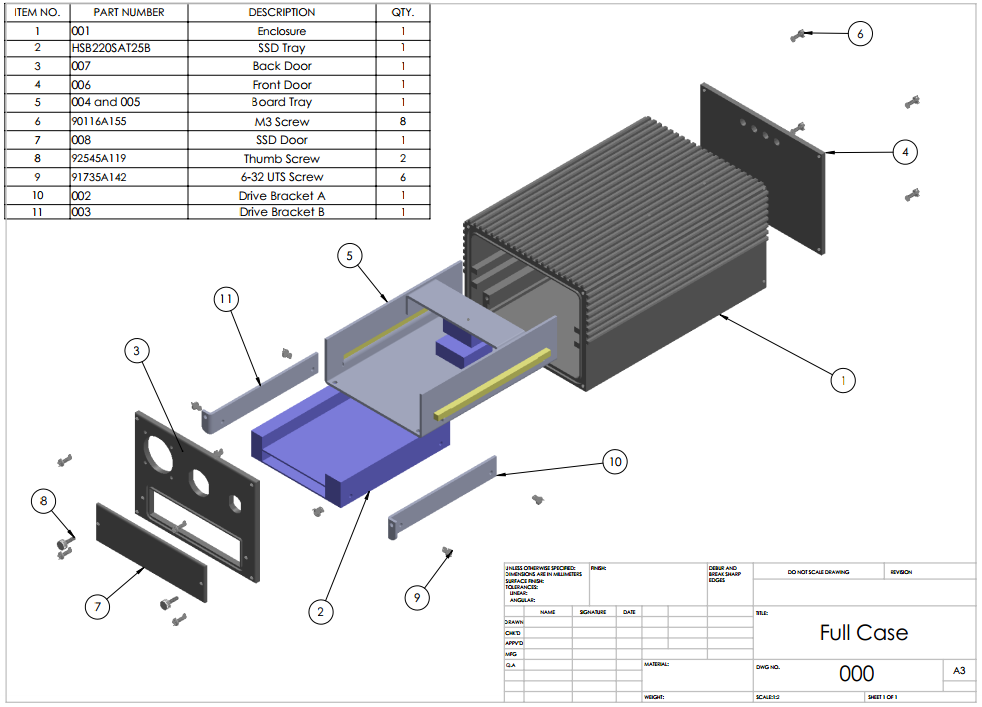 ITEM NO. PART NUMBER DESCRIPTION QTY.
1 001 Enclosure 1
2 HSB220SAT25B SSD Tray 1
3 007 Back Door 1
4 006 Front Door 1
5 004 and 005 Board Tray 1
6 90116A155 M3 Screw 8
7 008 SSD Door 1
8 92545A119 Thumb Screw 2
9 91735A142 6-32 UTS Screw 6
10 002 Drive Bracket A 1
11 003 Drive Bracket B 1
6
4
5
11
3
1
10
8
9
7
2
UNLESS OTHERWISE SPECIFIED:
DIMENSIONS ARE IN MILLIMETERS
SURFACE FINISH:
TOLERANCES:
LINEAR:
ANGULAR:
FINISH:
DEBUR AND
BREAK SHARP
EDGES
DO NOT SCALE DRAWING
REVISION
NAME SIGNATURE DATE
DRAWN
CHK'D
APPV'D
MFG
Q.A
TITLE:
Full Case
MATERIAL:
DWG NO.
000
A3
WEIGHT:
SCALE:1:2
SHEET 1 OF 1